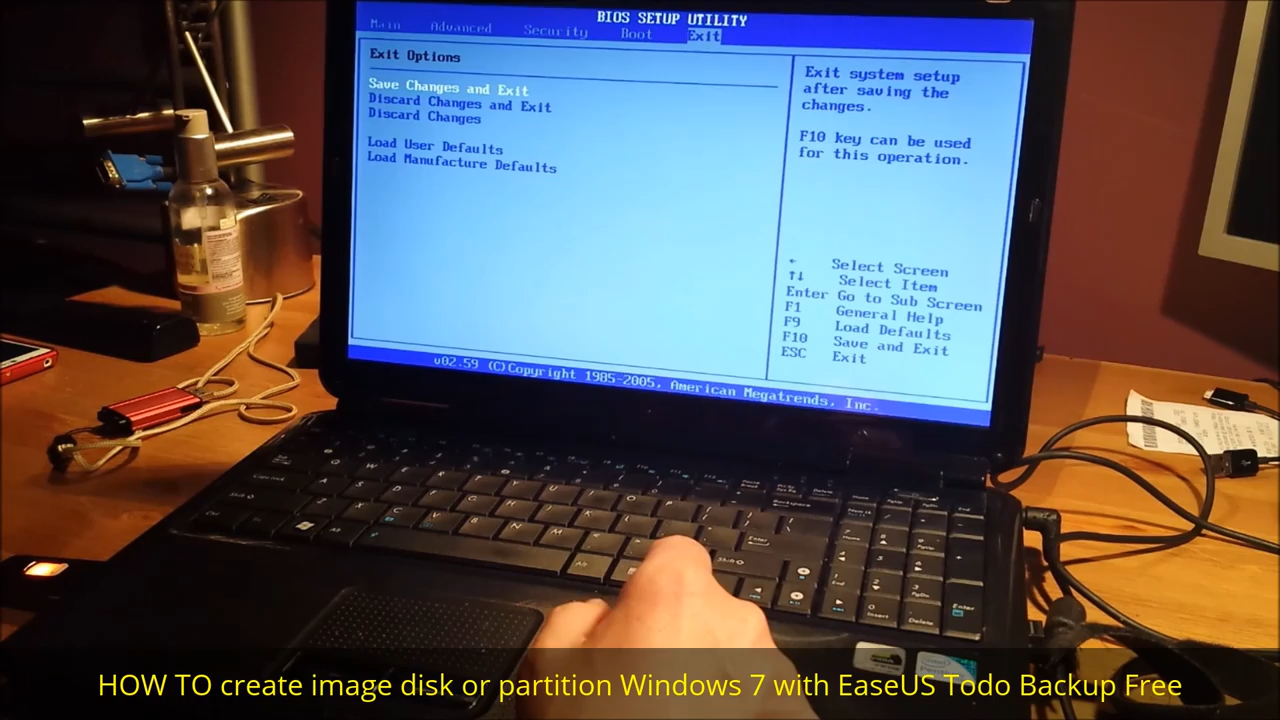 BIOS SETUP UTILITY
Main Advanced Security Boot Exit
Exit Options
Save Changes and Exit
Discard Changes and Exit
Discard Changes
Load User Defaults
Load Manufacture Defaults
Exit system setup
after saving the
changes.
F10 key can be used
for this operation.
← Select Screen
↑↓ Select Item
Enter Go to Sub Screen
F1 General Help
F9 Load Defaults
F10 Save and Exit
ESC Exit
v02.59 (C)Copyright 1985-2005, American Megatrends, Inc.
HOW TO create image disk or partition Windows 7 with EaseUS Todo Backup Free